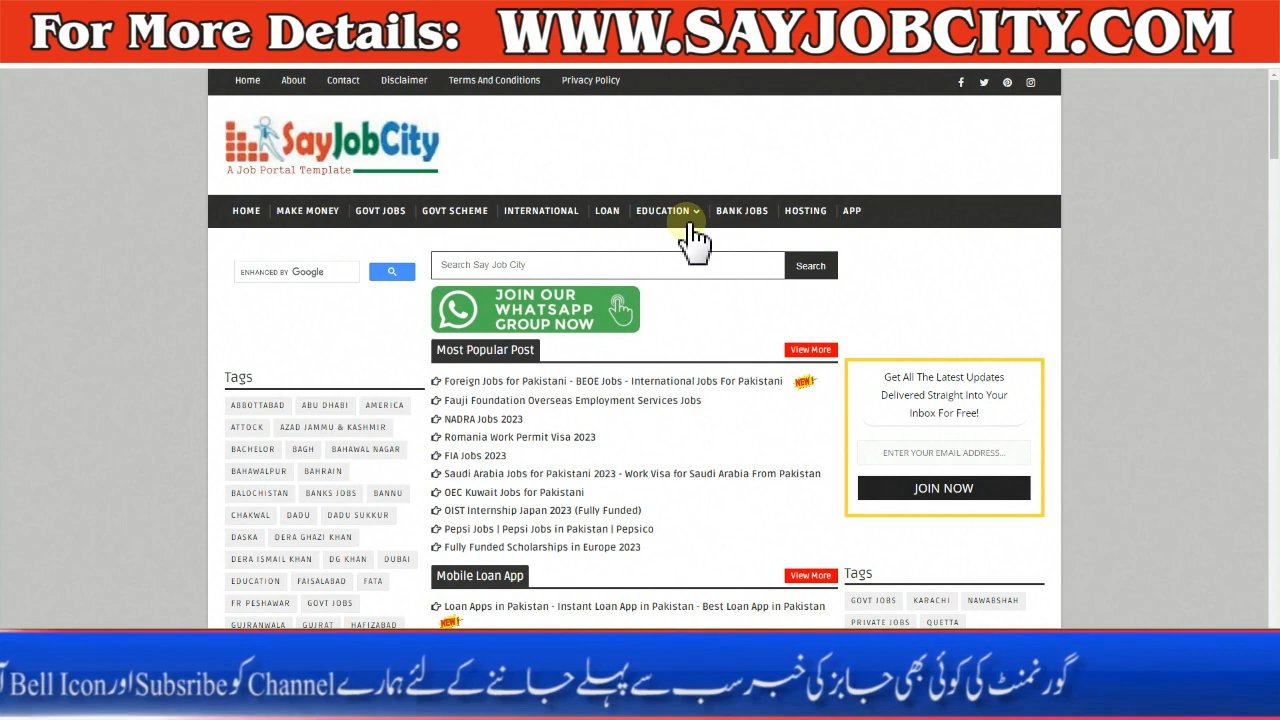 For More Details: WWW.SAYJOBCITY.COM
Home About Contact Disclaimer Terms And Conditions Privacy Policy
SayJobCity
A Job Portal Template
HOME MAKE MONEY GOVT JOBS GOVT SCHEME INTERNATIONAL LOAN EDUCATION BANK JOBS HOSTING APP
ENHANCED BY Google
Search Say Job City
Search
JOIN OUR
WHATSAPP
GROUP NOW
Tags
ABBOTTABAD ABU DHABI AMERICA
ATTOCK AZAD JAMMU & KASHMIR
BACHELOR BAGH BAHAWAL NAGAR
BAHAWALPUR BAHRAIN
BALOCHISTAN BANKS JOBS BANNU
CHAKWAL DADU DADU SUKKUR
DASKA DERA GHAZI KHAN
DERA ISMAIL KHAN DG KHAN DUBAI
EDUCATION FAISALABAD FATA
FR PESHAWAR GOVT JOBS
GUJRANWALA GUJRAT HAFIZABAD
Most Popular Post View More
Foreign Jobs for Pakistani - BEOE Jobs - International Jobs For Pakistani NEW!
Fauji Foundation Overseas Employment Services Jobs
NADRA Jobs 2023
Romania Work Permit Visa 2023
FIA Jobs 2023
Saudi Arabia Jobs for Pakistani 2023 - Work Visa for Saudi Arabia From Pakistan
OEC Kuwait Jobs for Pakistani
OIST Internship Japan 2023 (Fully Funded)
Pepsi Jobs | Pepsi Jobs in Pakistan | Pepsico
Fully Funded Scholarships in Europe 2023
Mobile Loan App View More
Loan Apps in Pakistan - Instant Loan App in Pakistan - Best Loan App in Pakistan
NEW!
Get All The Latest Updates
Delivered Straight Into Your
Inbox For Free!
ENTER YOUR EMAIL ADDRESS...
JOIN NOW
Tags
GOVT JOBS KARACHI NAWABSHAH
PRIVATE JOBS QUETTA
گورنمنٹ کی کوئی بھی جابز کی خبر سب سے پہلے جاننے کے لئے ہمارے Channel کو Subsribe اور Bell Icon